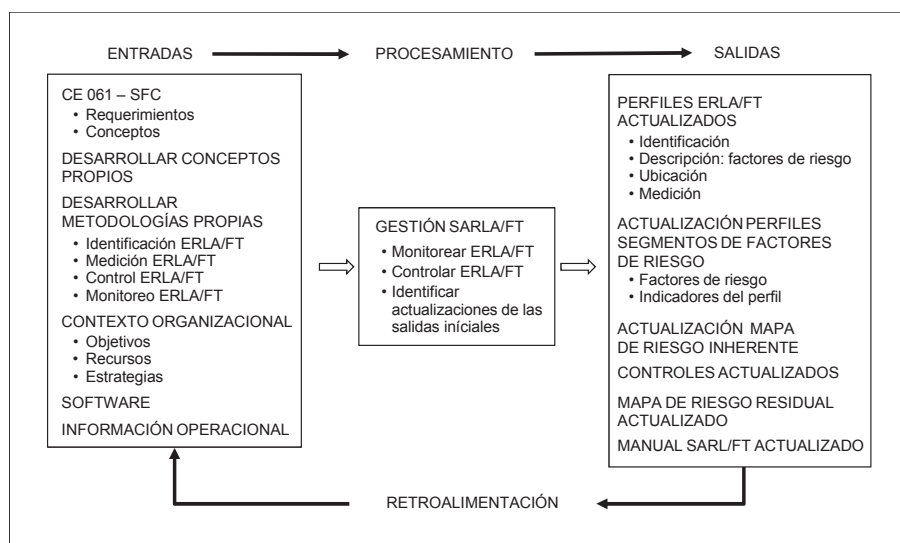 ENTRADAS
PROCESAMIENTO
SALIDAS
CE 061 – SFC
• Requerimientos
• Conceptos
DESARROLLAR CONCEPTOS
PROPIOS
DESARROLLAR
METODOLOGÍAS PROPIAS
• Identificación ERLA/FT
• Medición ERLA/FT
• Control ERLA/FT
• Monitoreo ERLA/FT
CONTEXTO ORGANIZACIONAL
• Objetivos
• Recursos
• Estrategias
SOFTWARE
INFORMACIÓN OPERACIONAL
GESTIÓN SARLA/FT
• Monitorear ERLA/FT
• Controlar ERLA/FT
• Identificar
actualizaciones de las
salidas iníciales
PERFILES ERLA/FT
ACTUALIZADOS
• Identificación
• Descripción: factores de riesgo
• Ubicación
• Medición
ACTUALIZACIÓN PERFILES
SEGMENTOS DE FACTORES
DE RIESGO
• Factores de riesgo
• Indicadores del perfil
ACTUALIZACIÓN MAPA
DE RIESGO INHERENTE
CONTROLES ACTUALIZADOS
MAPA DE RIESGO RESIDUAL
ACTUALIZADO
MANUAL SARL/FT ACTUALIZADO
RETROALIMENTACIÓN